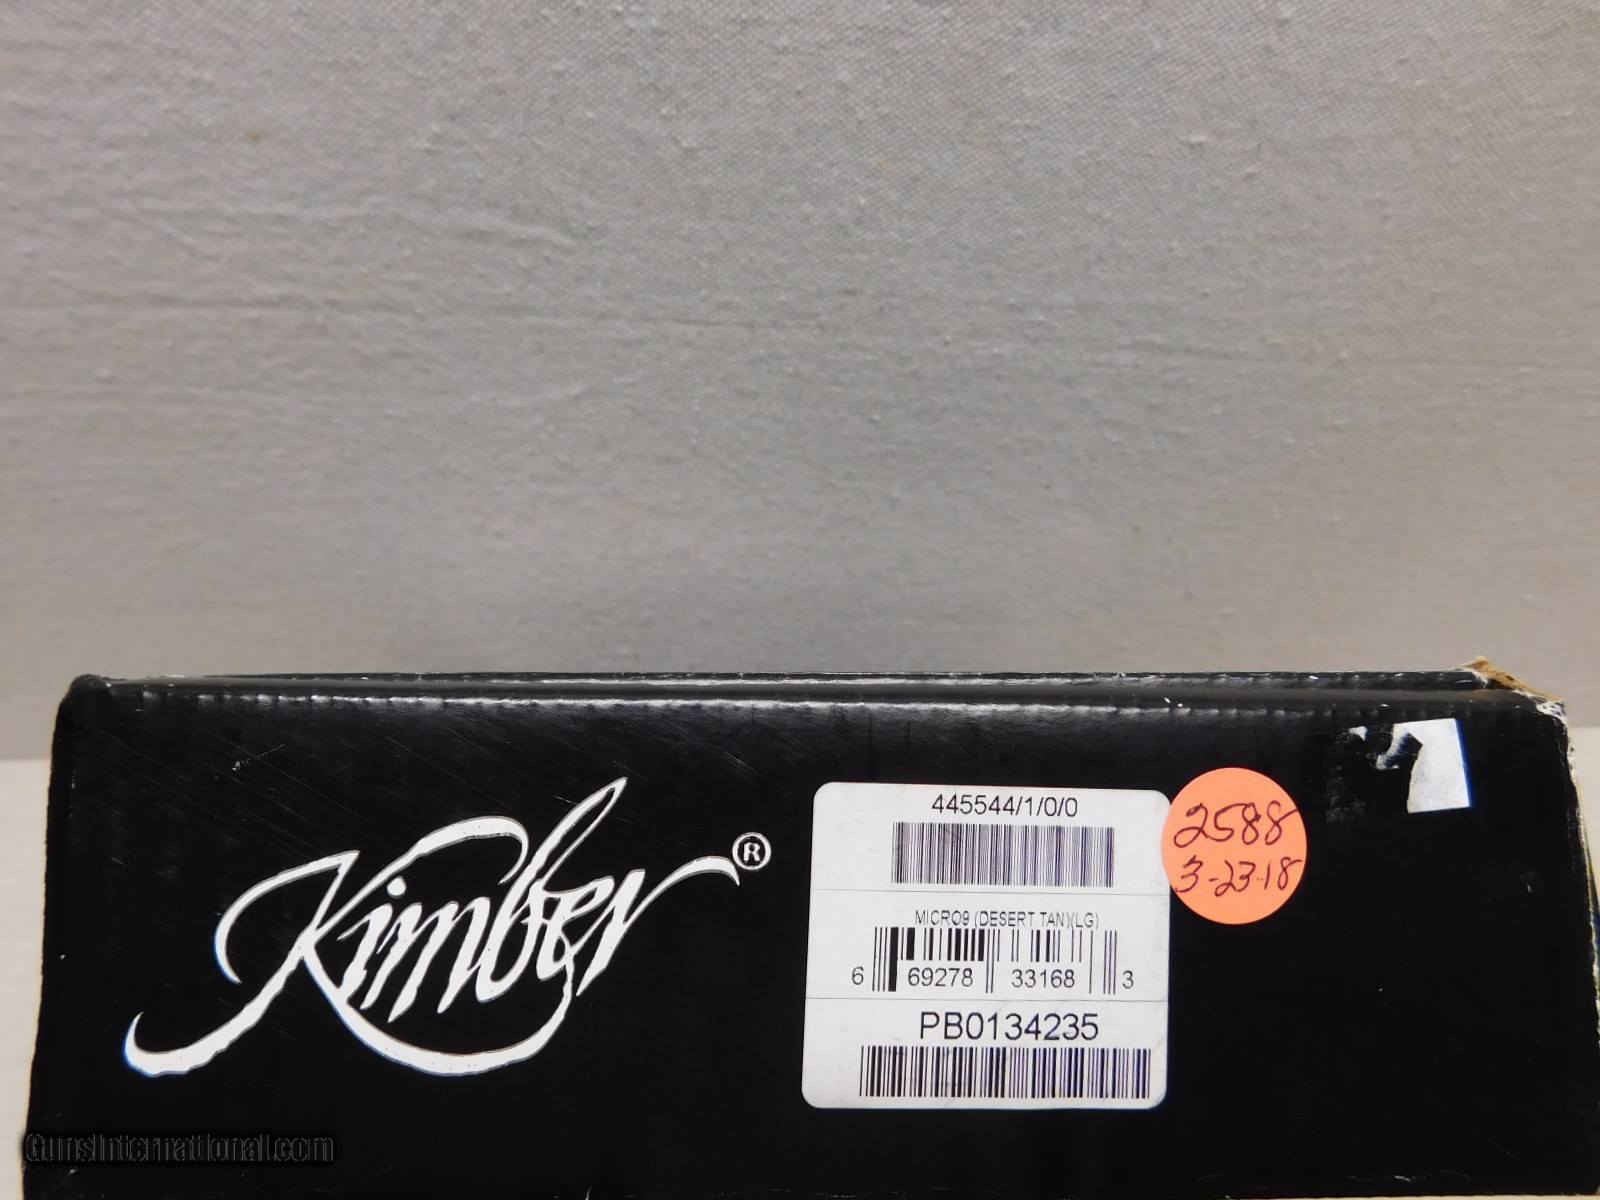 Kimber®
445544/1/0/0
MICRO9 (DESERT TAN)(LG)
6 69278 33168 3
PB0134235
2588
3-23-18
GunsInternational.com